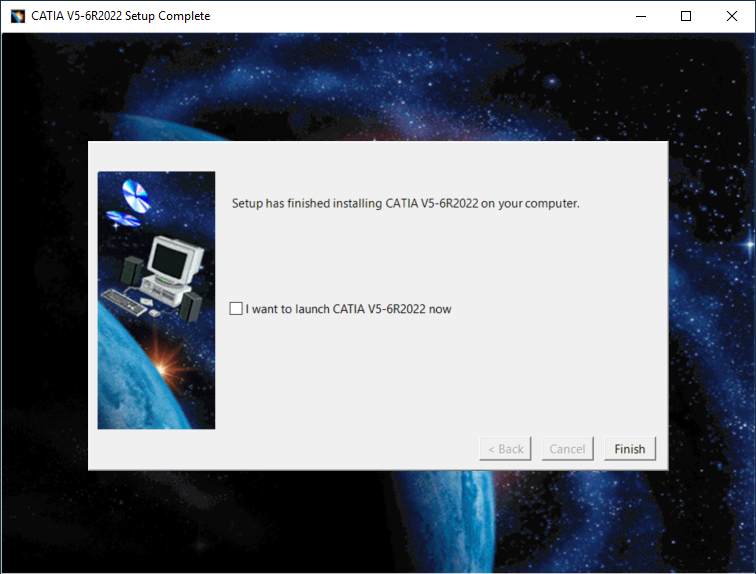 CATIA V5-6R2022 Setup Complete
Setup has finished installing CATIA V5-6R2022 on your computer.
I want to launch CATIA V5-6R2022 now
< Back Cancel Finish